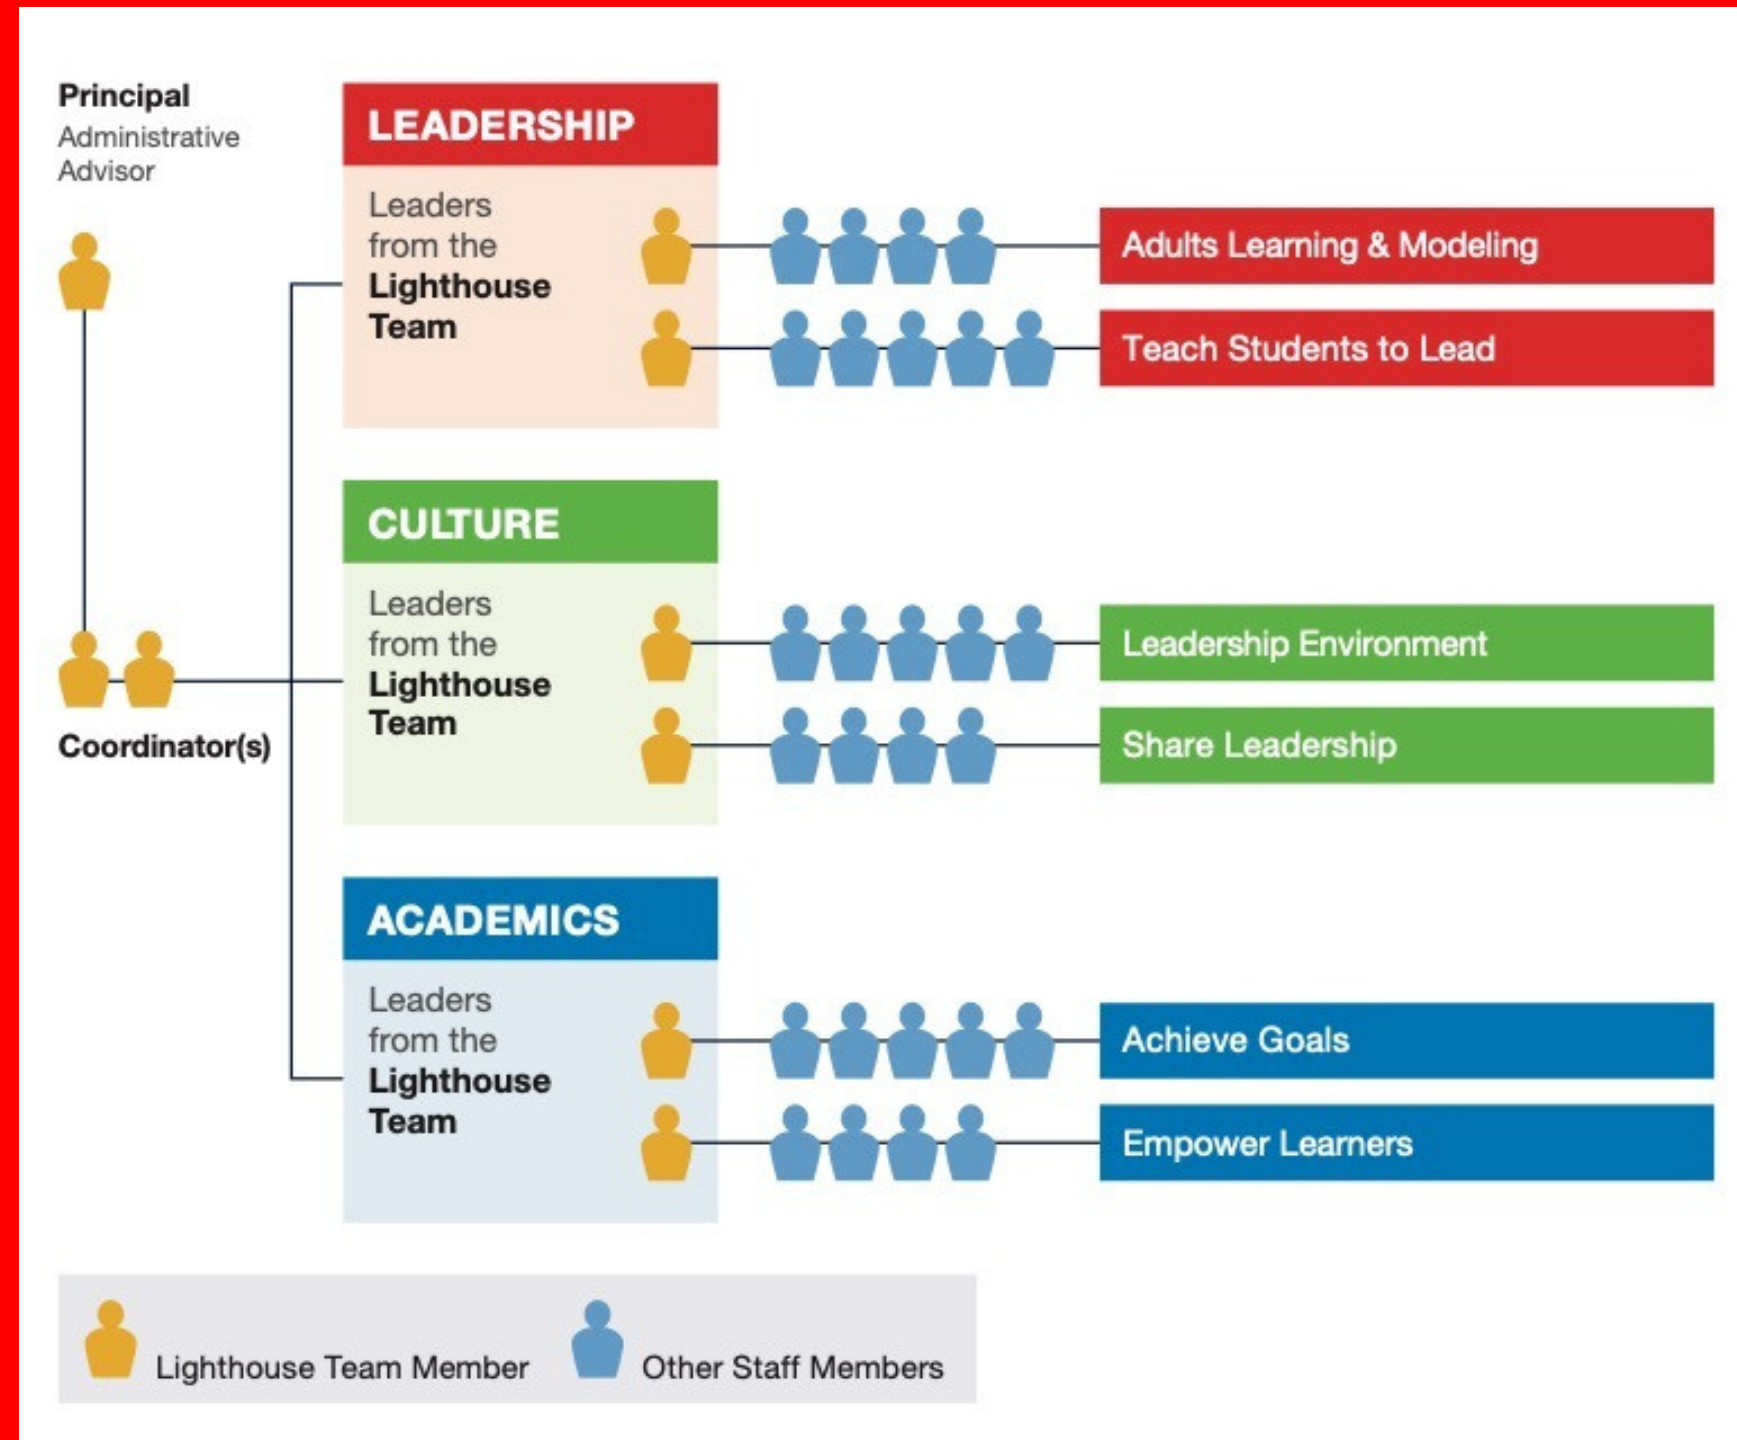 Principal
Administrative
Advisor
Coordinator(s)
LEADERSHIP
Leaders
from the
Lighthouse
Team
Adults Learning & Modeling
Teach Students to Lead
CULTURE
Leaders
from the
Lighthouse
Team
Leadership Environment
Share Leadership
ACADEMICS
Leaders
from the
Lighthouse
Team
Achieve Goals
Empower Learners
Lighthouse Team Member
Other Staff Members